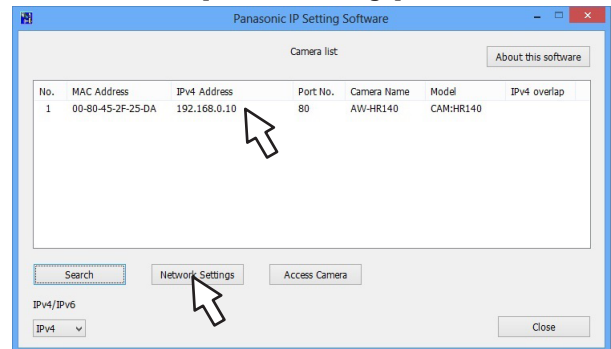 Panasonic IP Setting Software
Camera list
About this software
No. MAC Address IPv4 Address Port No. Camera Name Model IPv4 overlap
1 00-80-45-2F-25-DA 192.168.0.10 80 AW-HR140 CAM:HR140
Search Network Settings Access Camera
IPv4/IPv6
IPv4
Close